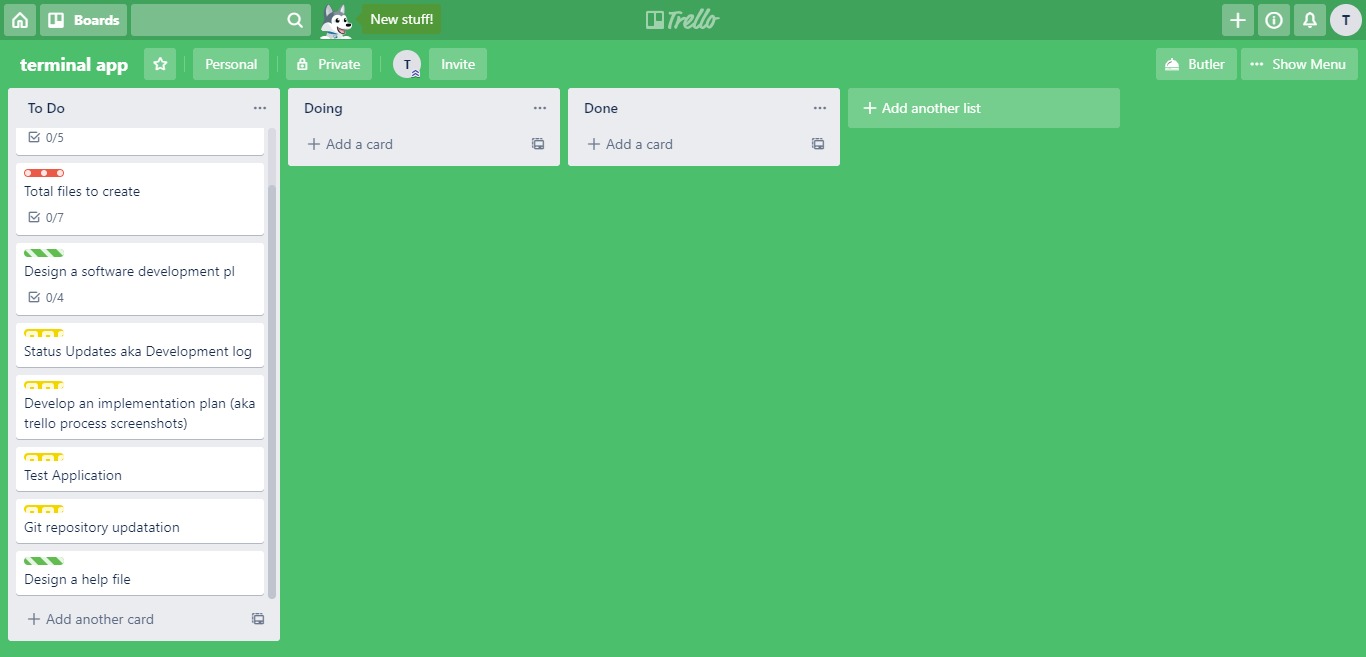 Boards
New stuff!
Trello
T
terminal app
Personal
Private
T
Invite
Butler
Show Menu
To Do
0/5
Total files to create
0/7
Design a software development pl
0/4
Status Updates aka Development log
Develop an implementation plan (aka
trello process screenshots)
Test Application
Git repository updatation
Design a help file
Add another card
Doing
Add a card
Done
Add a card
Add another list